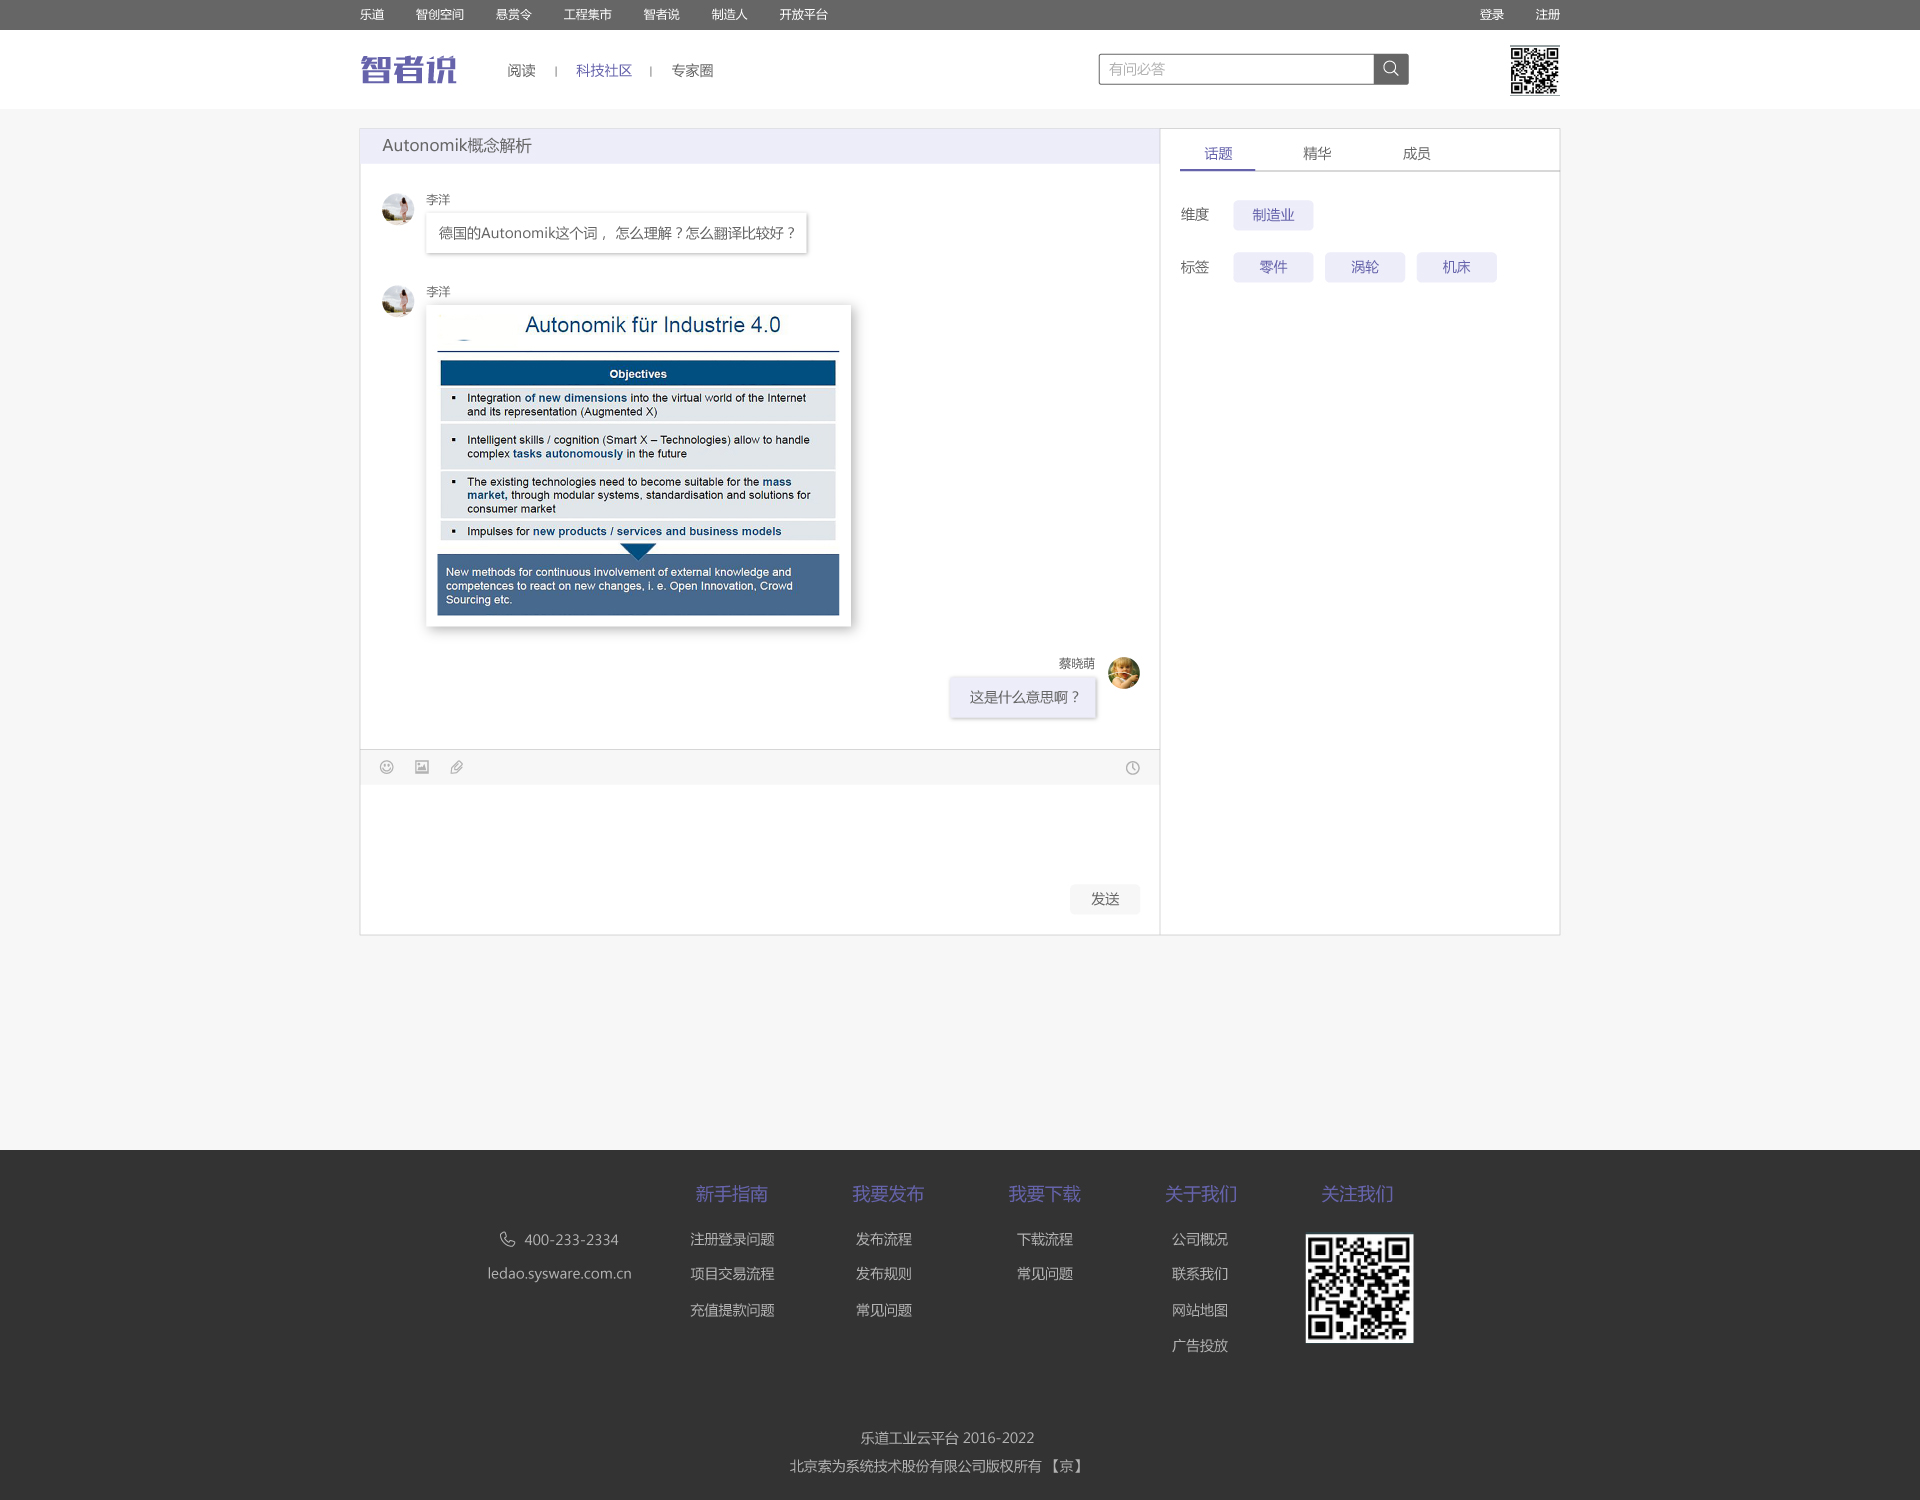 乐道 智创空间 悬赏令 工程集市 智者说 制造人 开放平台 登录 注册
智者说 阅读 | 科技社区 | 专家圈 有问必答
Autonomik概念解析
话题 精华 成员
李洋
德国的Autonomik这个词， 怎么理解？怎么翻译比较好？
维度 制造业
标签 零件 涡轮 机床
李洋
Autonomik für Industrie 4.0
Objectives
▪ Integration of new dimensions into the virtual world of the Internet
and its representation (Augmented X)
▪ Intelligent skills / cognition (Smart X – Technologies) allow to handle
complex tasks autonomously in the future
▪ The existing technologies need to become suitable for the mass
market, through modular systems, standardisation and solutions for
consumer market
▪ Impulses for new products / services and business models
New methods for continuous involvement of external knowledge and
competences to react on new changes, i. e. Open Innovation, Crowd
Sourcing etc.
蔡晓萌
这是什么意思啊？
发送
新手指南 我要发布 我要下载 关于我们 关注我们
400-233-2334 注册登录问题 发布流程 下载流程 公司概况
ledao.sysware.com.cn 项目交易流程 发布规则 常见问题 联系我们
充值提款问题 常见问题 网站地图
广告投放
乐道工业云平台 2016-2022
北京索为系统技术股份有限公司版权所有 【京】